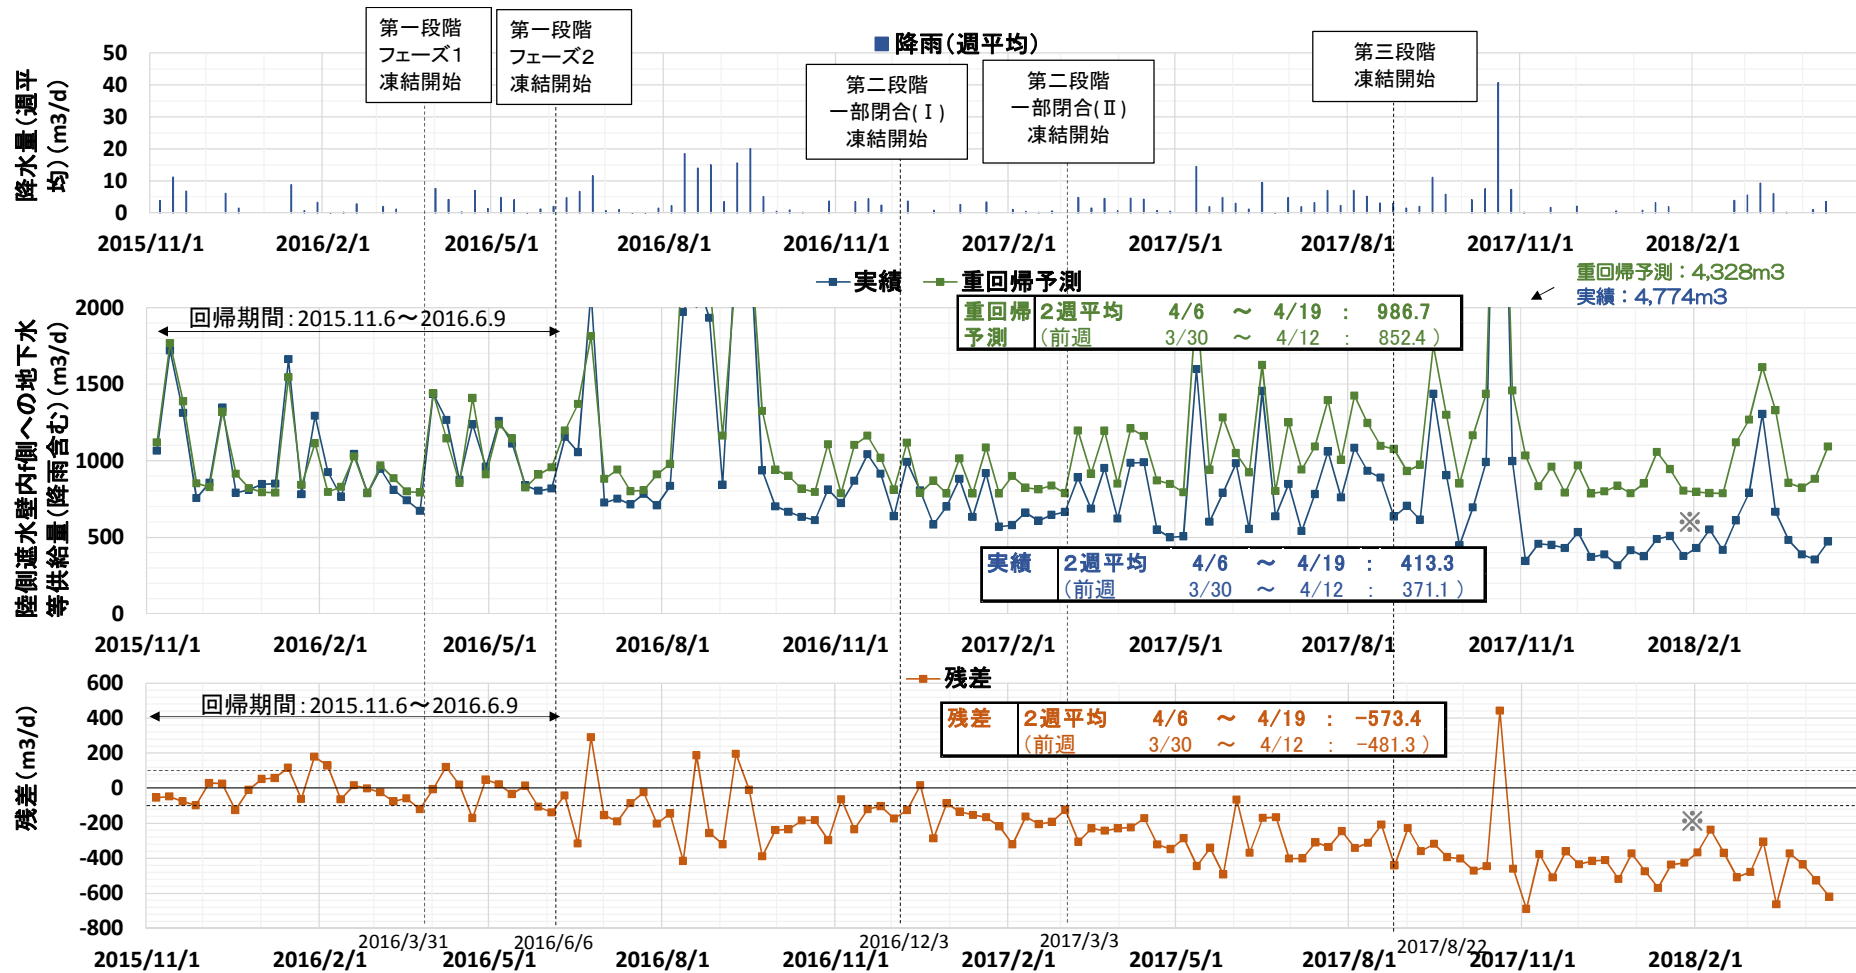 第一段階
フェーズ1
凍結開始
第一段階
フェーズ2
凍結開始
降雨(週平均)
第二段階
一部閉合(Ⅰ)
凍結開始
第二段階
一部閉合(Ⅱ)
凍結開始
第三段階
凍結開始
降水量(週平
均)(m3/d)
50
40
30
20
10
0
2015/11/1 2016/2/1 2016/5/1 2016/8/1 2016/11/1 2017/2/1 2017/5/1 2017/8/1 2017/11/1 2018/2/1
実績 重回帰予測
重回帰予測:4,328m3
実績:4,774m3
陸側遮水壁内側への地下水
等供給量(降雨含む)(m3/d)
2000
1500
1000
500
0
回帰期間:2015.11.6~2016.6.9
重回帰 2週平均 4/6 ~ 4/19 : 986.7
予測 (前週 3/30 ~ 4/12 : 852.4 )
※
実績 2週平均 4/6 ~ 4/19 : 413.3
(前週 3/30 ~ 4/12 : 371.1 )
2015/11/1 2016/2/1 2016/5/1 2016/8/1 2016/11/1 2017/2/1 2017/5/1 2017/8/1 2017/11/1 2018/2/1
残差
残差(m3/d)
600
400
200
0
-200
-400
-600
-800
回帰期間:2015.11.6~2016.6.9
残差 2週平均 4/6 ~ 4/19 : -573.4
(前週 3/30 ~ 4/12 : -481.3 )
※
2016/3/31 2016/6/6 2016/12/3 2017/3/3 2017/8/22
2015/11/1 2016/2/1 2016/5/1 2016/8/1 2016/11/1 2017/2/1 2017/5/1 2017/8/1 2017/11/1 2018/2/1